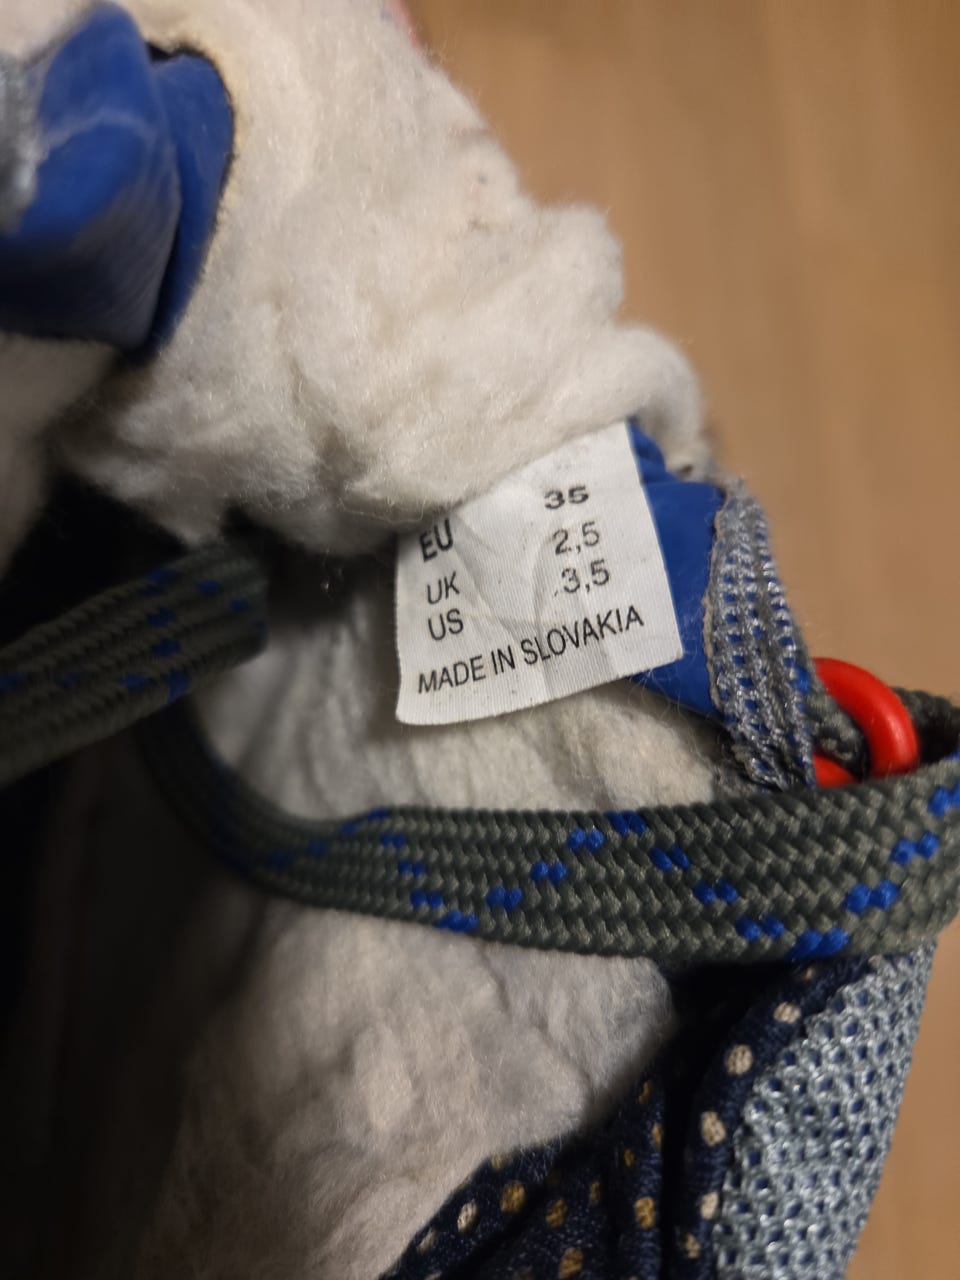 EU 35
UK 2,5
US 3,5
MADE IN SLOVAKIA